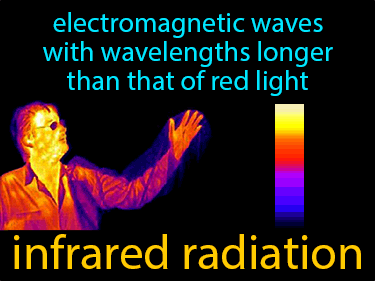 electromagnetic waves
with wavelengths longer
than that of red light
infrared radiation